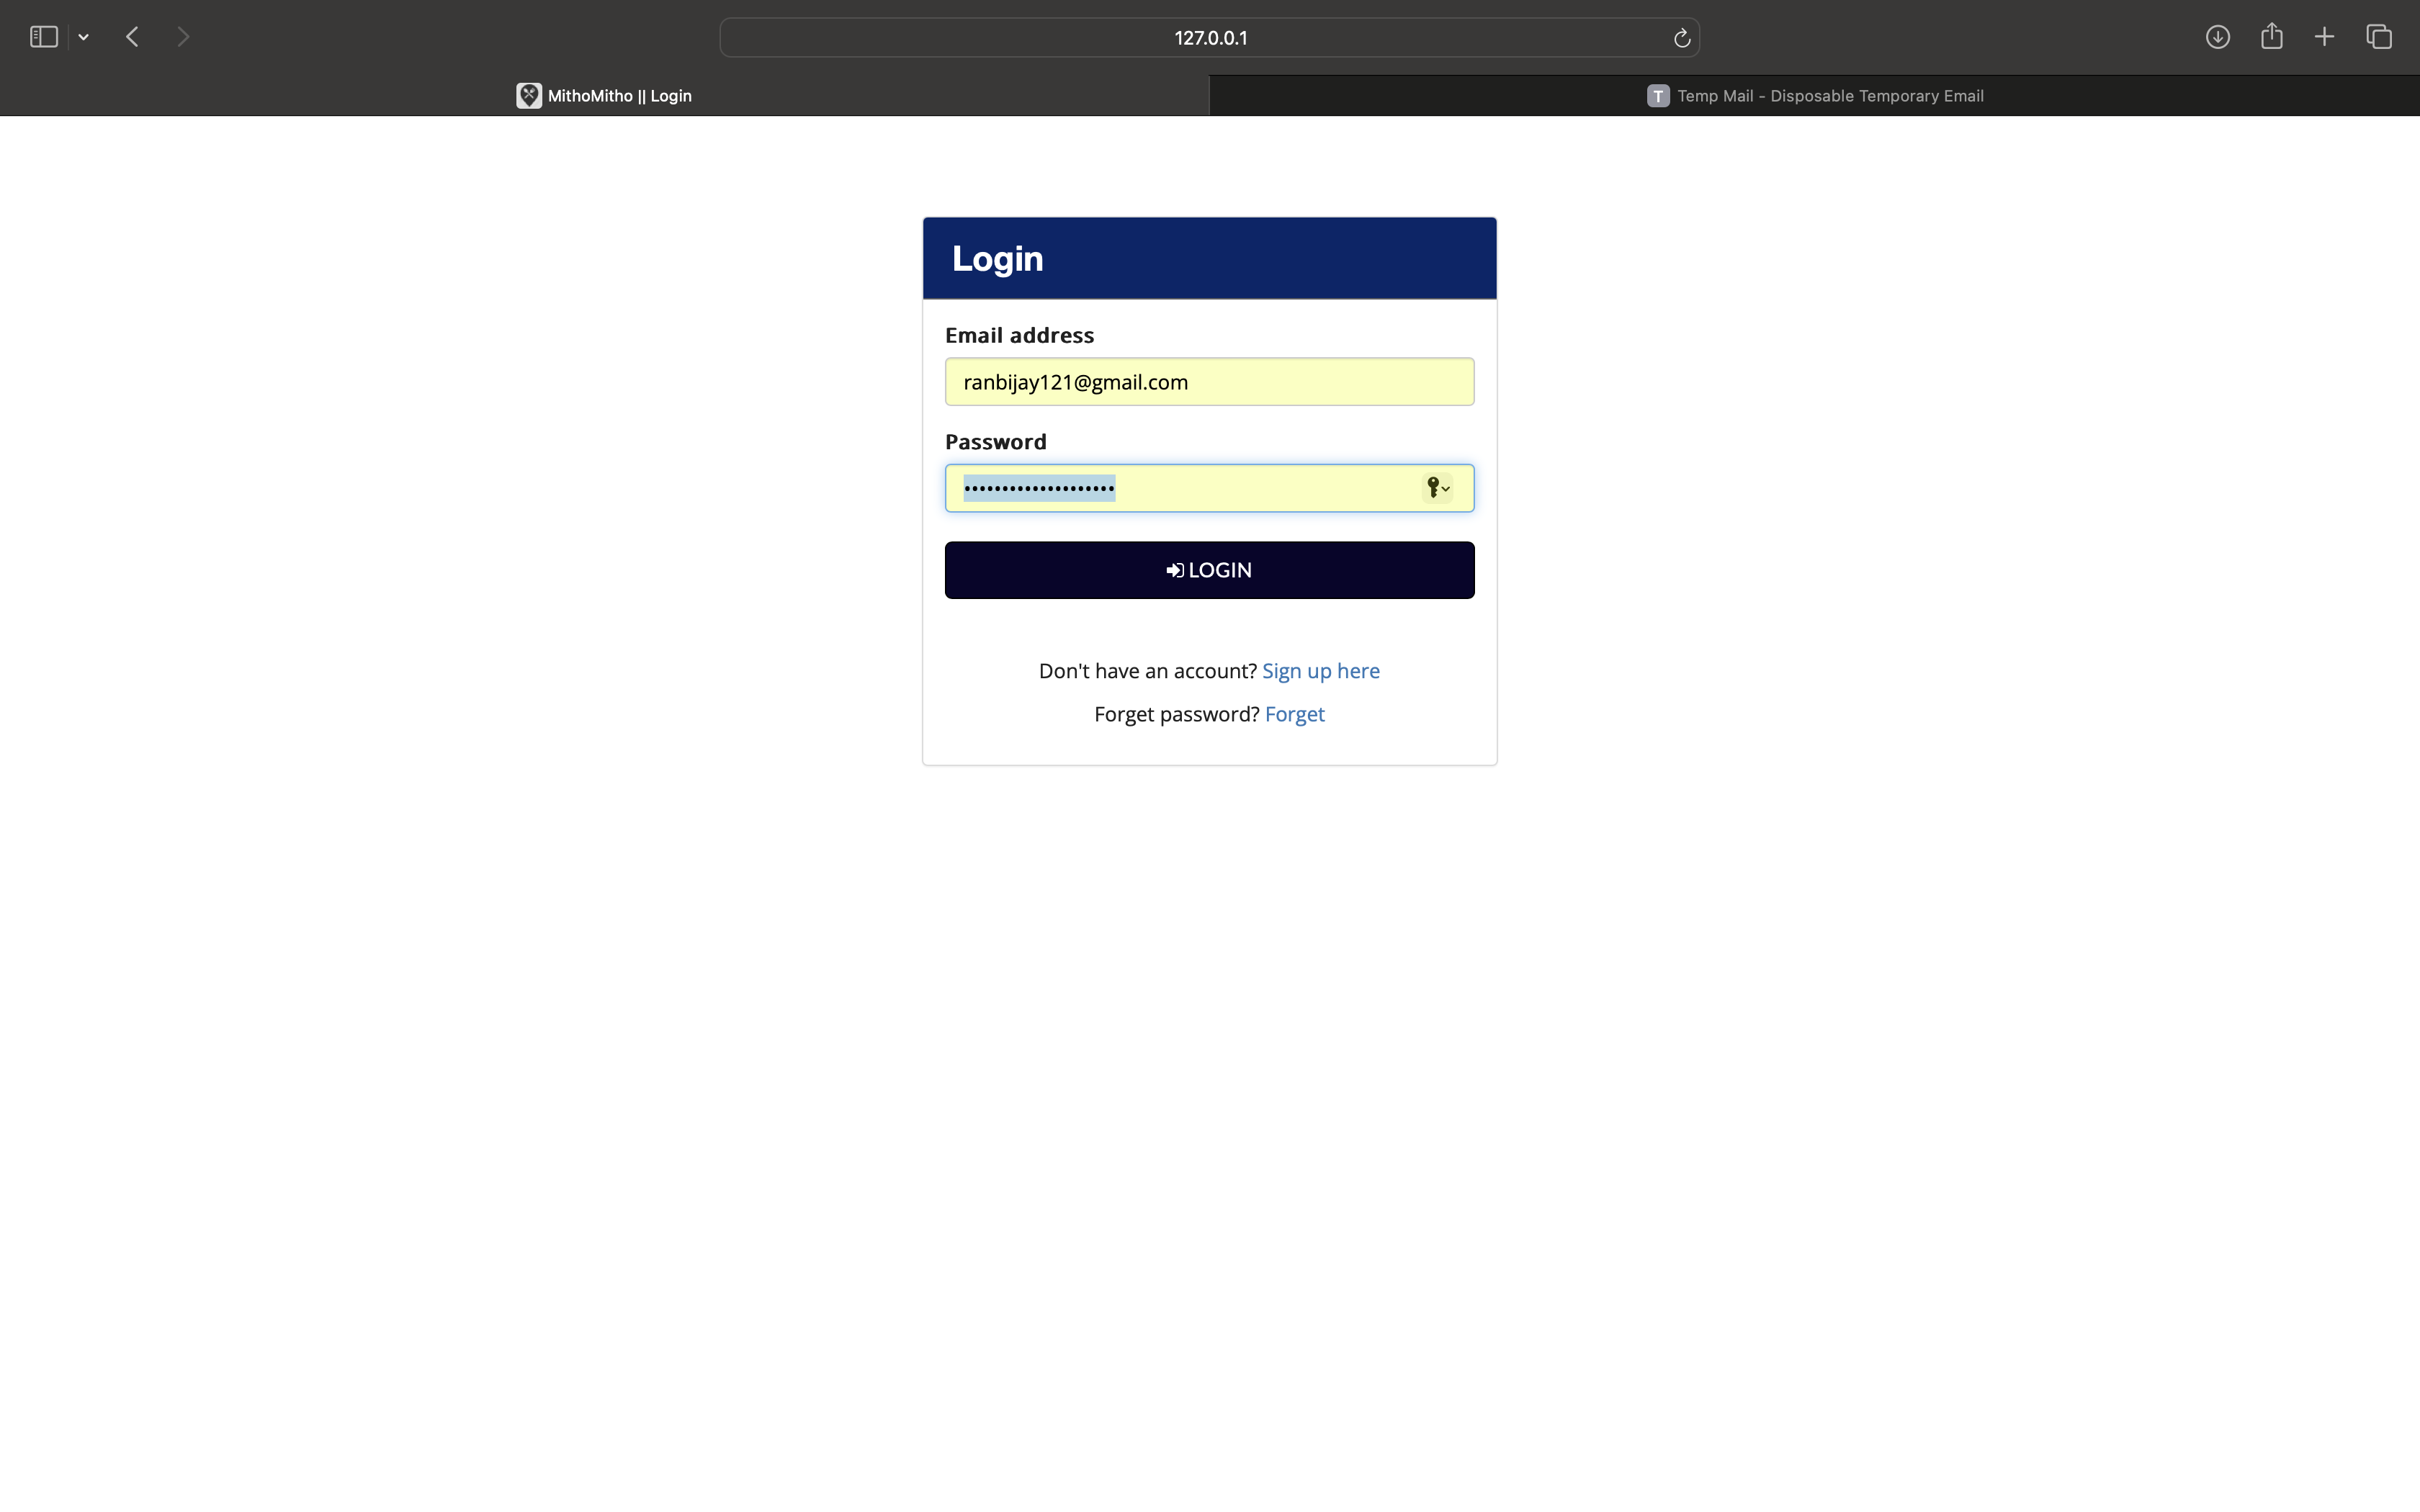 127.0.0.1
MithoMitho || Login
T Temp Mail - Disposable Temporary Email
Login
Email address
ranbijay121@gmail.com
Password
••••••••••••••••••••
LOGIN
Don't have an account? Sign up here
Forget password? Forget